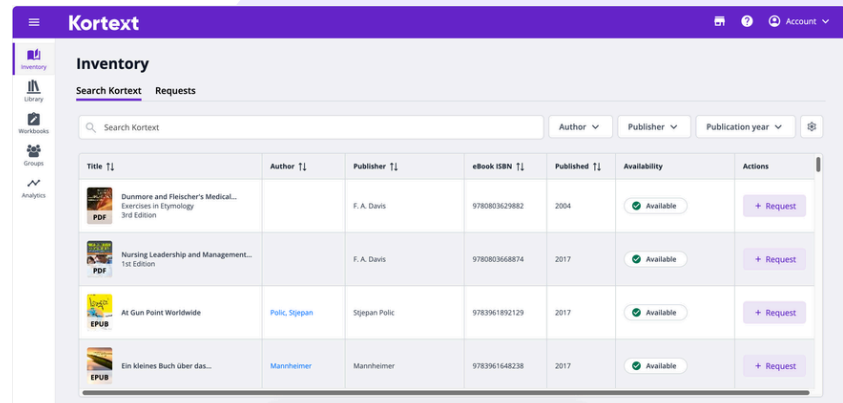 Kortext
Account
Inventory
Library
Workbooks
Groups
Analytics
Inventory
Search Kortext
Requests
Search Kortext
Author
Publisher
Publication year
Title
Author
Publisher
eBook ISBN
Published
Availability
Actions
PDF
Dunmore and Fleischer's Medical...
Exercises in Etymology
3rd Edition
F. A. Davis
9780803629882
2004
Available
+ Request
PDF
Nursing Leadership and Management...
1st Edition
F. A. Davis
9780803668874
2017
Available
+ Request
EPUB
At Gun Point Worldwide
Polic, Stjepan
Stjepan Polic
9783961892129
2017
Available
+ Request
EPUB
Ein kleines Buch über das...
Mannheimer
Mannheimer
9783961648238
2017
Available
+ Request